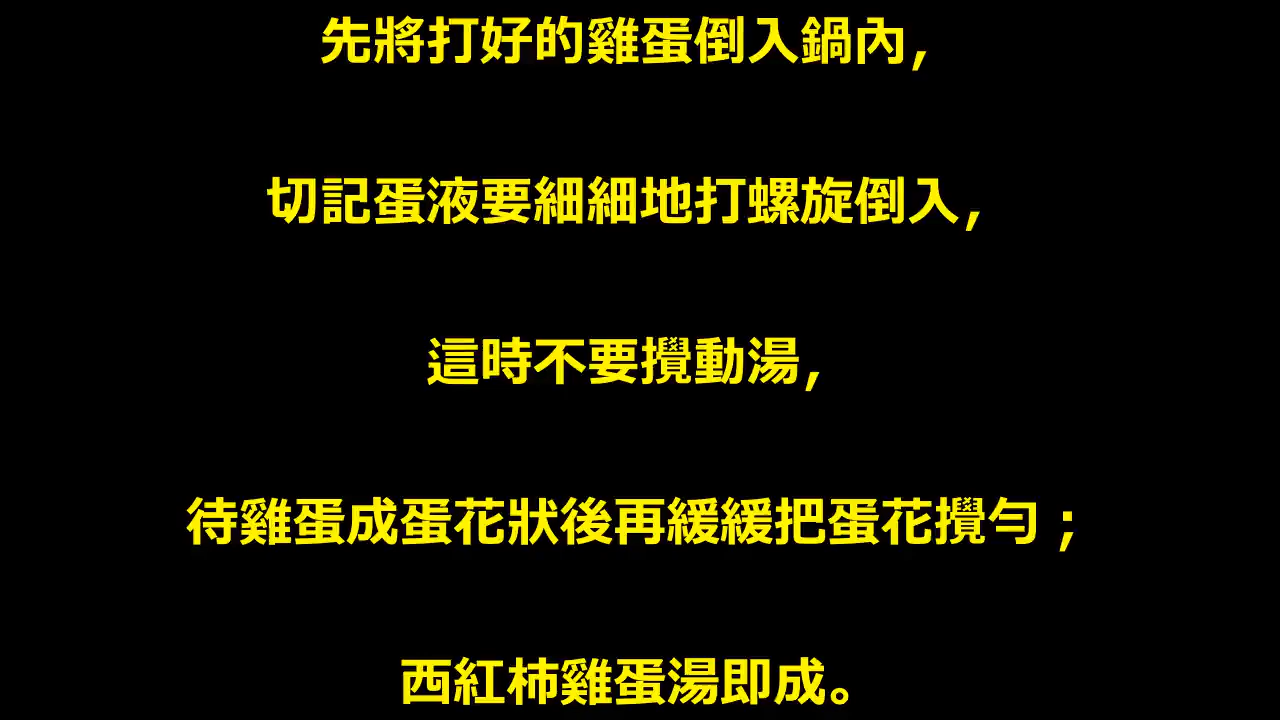 先將打好的雞蛋倒入鍋內，
切記蛋液要細細地打螺旋倒入，
這時不要攪動湯，
待雞蛋成蛋花狀後再緩緩把蛋花攪勻；
西紅柿雞蛋湯即成。